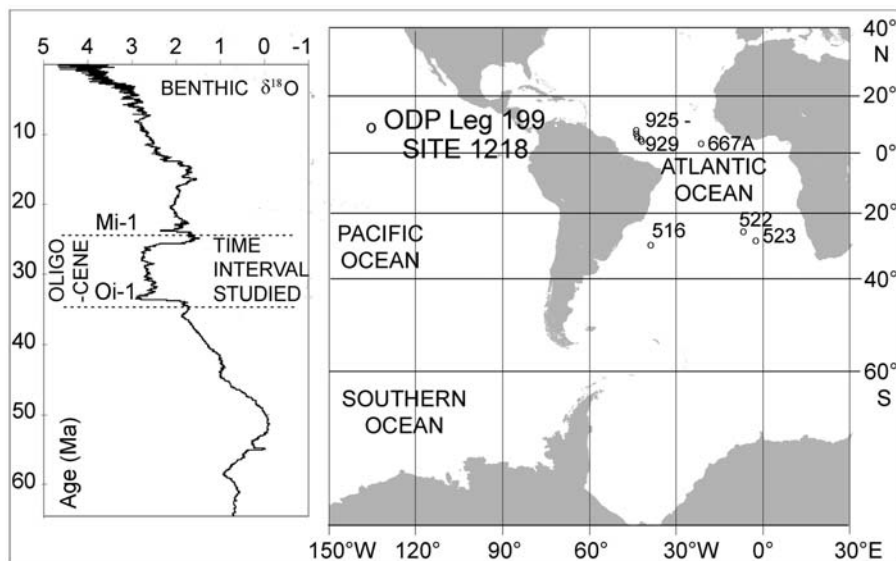 5 4 3 2 1 0 -1
BENTHIC δ¹⁸O
10
20
Mi-1
OLIGO
-CENE
TIME
INTERVAL
STUDIED
30
Oi-1
40
50
60
Age (Ma)
40°
N
20°
0°
20°
40°
60°
S
ODP Leg 199
SITE 1218
925 -
929
667A
ATLANTIC
OCEAN
522
523
516
PACIFIC
OCEAN
SOUTHERN
OCEAN
150°W 120° 90° 60° 30° 0° 30°E